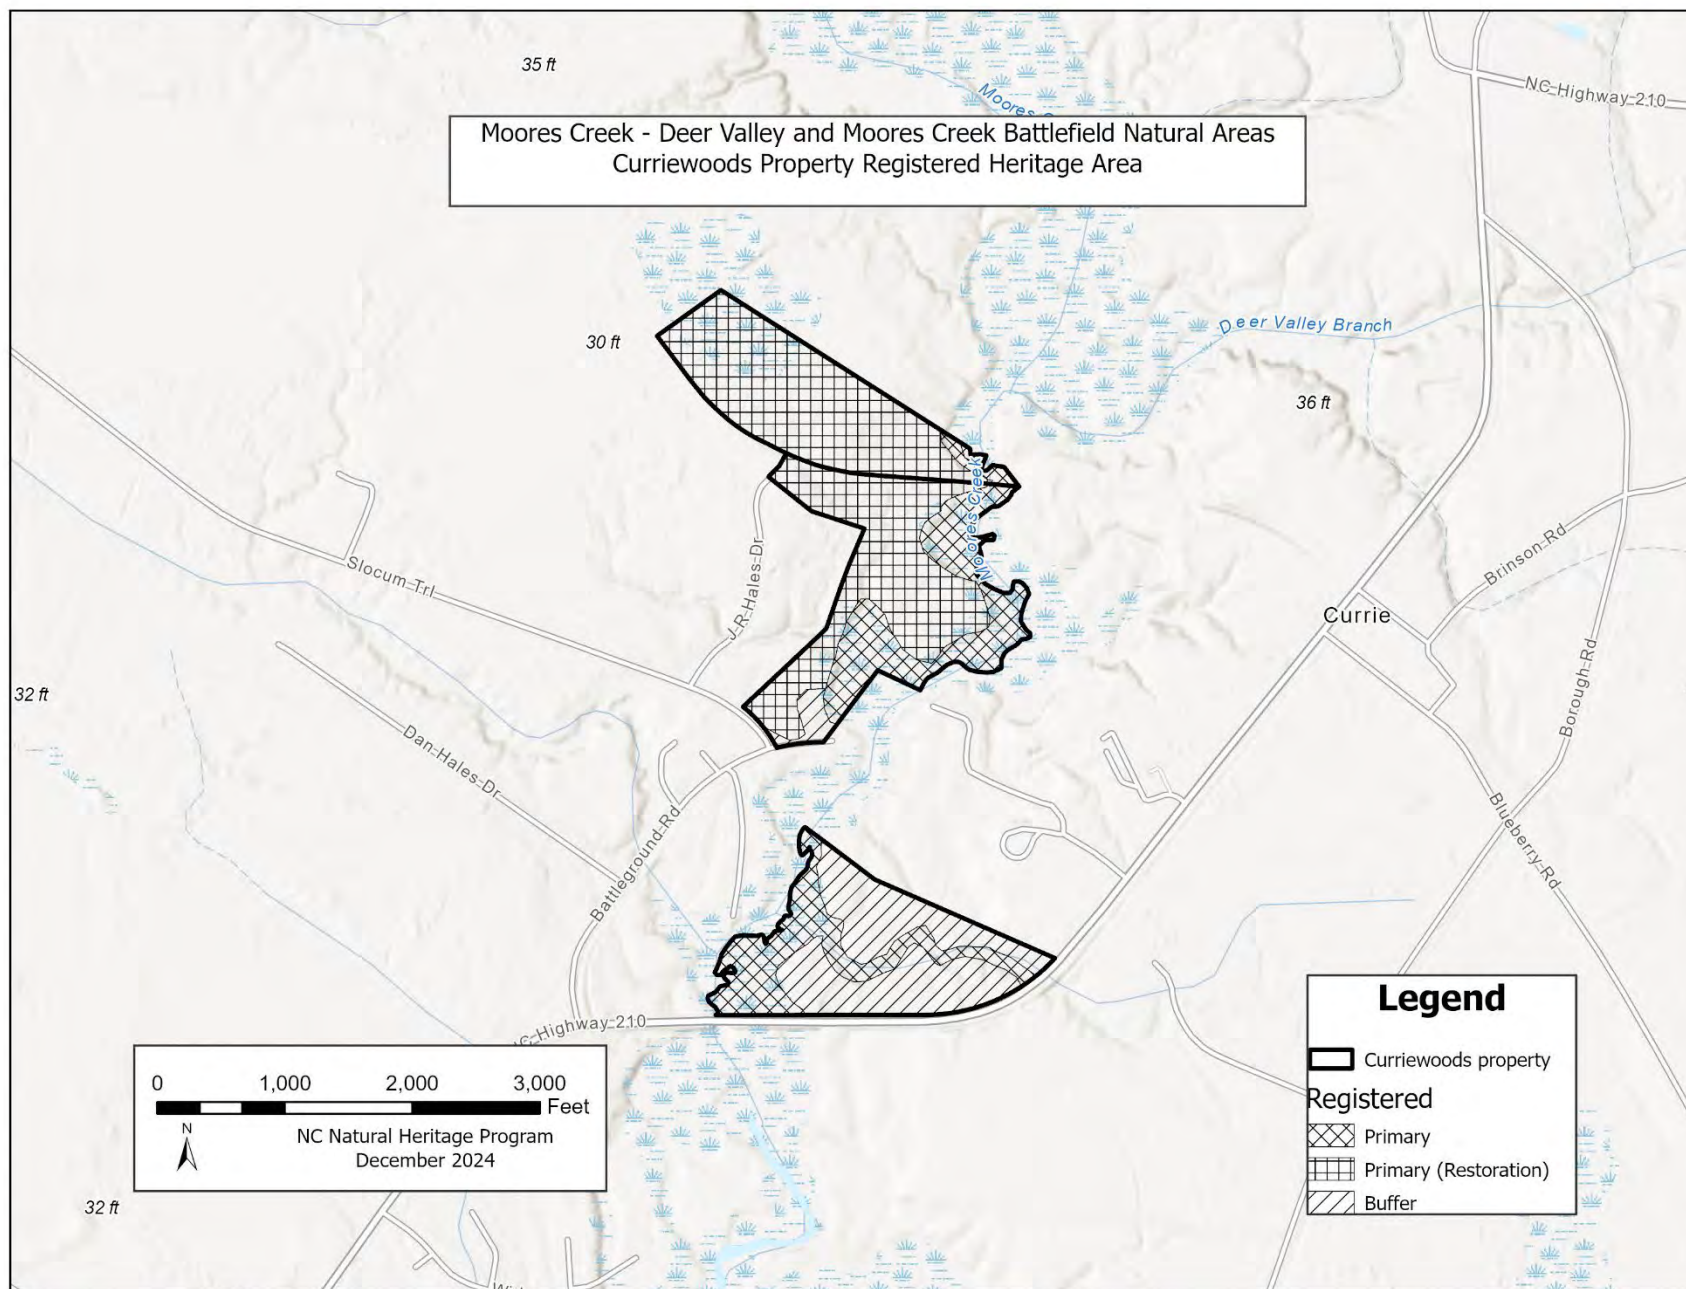 35 ft
NC Highway 210
Moores
Moores Creek - Deer Valley and Moores Creek Battlefield Natural Areas
Curriewoods Property Registered Heritage Area
Deer Valley Branch
30 ft
36 ft
Moores Creek
Brinson Rd
Slocum Trl
J R Hales Dr
Currie
Borough Rd
32 ft
Dan Hales Dr
Battleground Rd
Blueberry Rd
Highway 210
Legend
Curriewoods property
Registered
Primary
Primary (Restoration)
Buffer
0 1,000 2,000 3,000
Feet
N
NC Natural Heritage Program
December 2024
32 ft